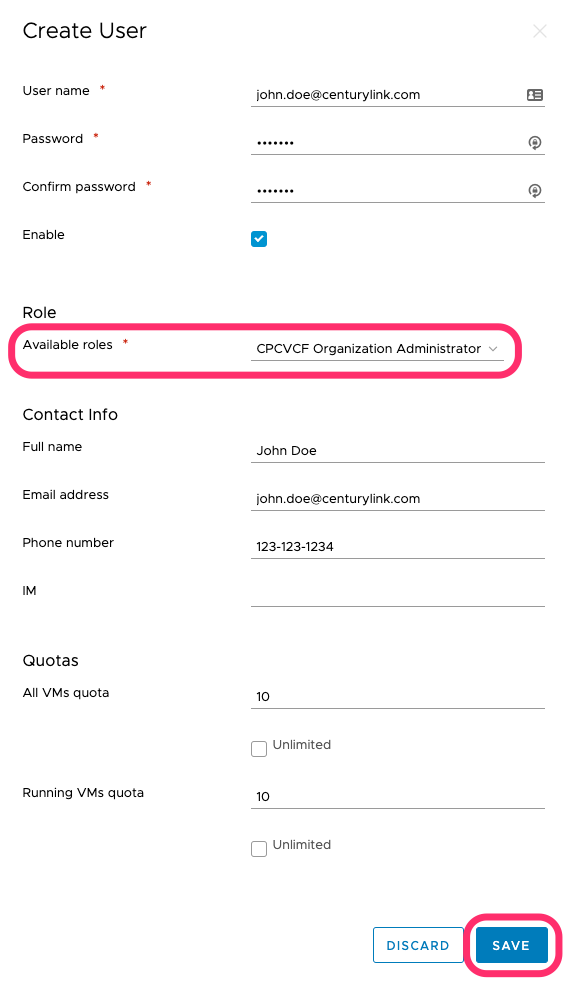 Create User
User name * john.doe@centurylink.com
Password * •••••••
Confirm password * •••••••
Enable
Role
Available roles * CPCVCF Organization Administrator
Contact Info
Full name John Doe
Email address john.doe@centurylink.com
Phone number 123-123-1234
IM
Quotas
All VMs quota 10
Unlimited
Running VMs quota 10
Unlimited
DISCARD SAVE